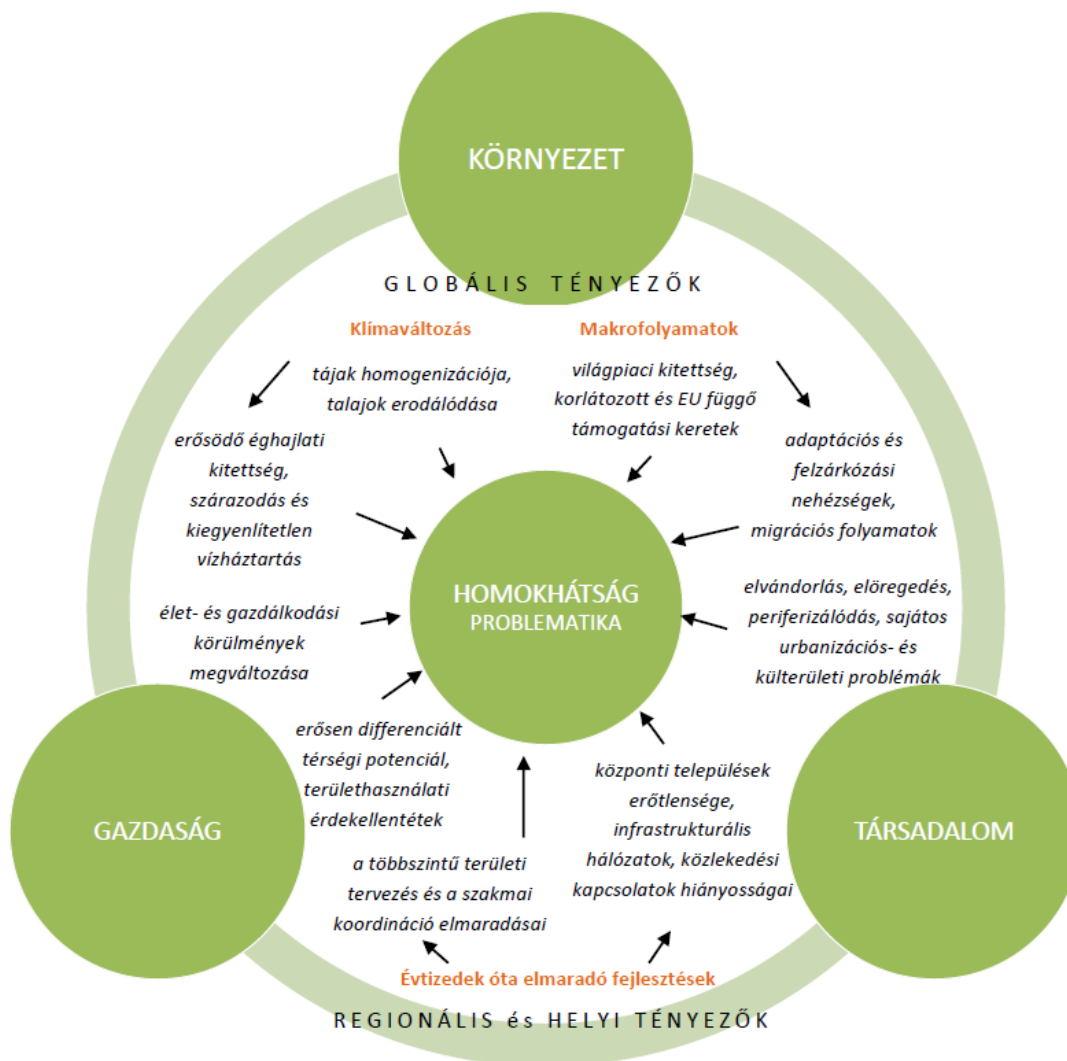 KÖRNYEZET
GLOBÁLIS TÉNYEZŐK
Klímaváltozás
tájak homogenizációja,
talajok erodálódása
Makrofolyamatok
világpiaci kitettség,
korlátozott és EU függő
támogatási keretek
erősödő éghajlati
kitettség,
szárazodás és
kiegyenlítetlen
vízháztartás
adaptációs és
felzárkózási
nehézségek,
migrációs folyamatok
HOMOKHÁTSÁG
PROBLEMATIKA
élet- és gazdálkodási
körülmények
megváltozása
elvándorlás, elöregedés,
periferizálódás, sajátos
urbanizációs- és
külterületi problémák
erősen differenciált
térségi potenciál,
területhasználati
érdekellentétek
központi települések
erőtlensége,
infrastrukturális
hálózatok, közlekedési
kapcsolatok hiányosságai
GAZDASÁG
TÁRSADALOM
a többszintű területi
tervezés és a szakmai
koordináció elmaradásai
Évtizedek óta elmaradó fejlesztések
REGIONÁLIS és HELYI TÉNYEZŐK